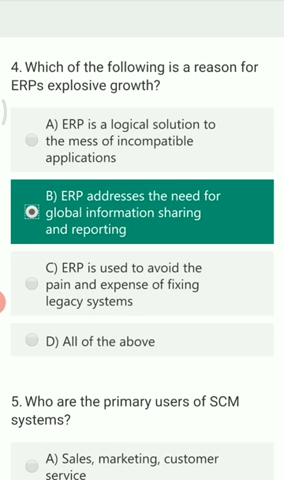 4. Which of the following is a reason for
ERPs explosive growth?
A) ERP is a logical solution to
the mess of incompatible
applications
B) ERP addresses the need for
global information sharing
and reporting
C) ERP is used to avoid the
pain and expense of fixing
legacy systems
D) All of the above
5. Who are the primary users of SCM
systems?
A) Sales, marketing, customer
service